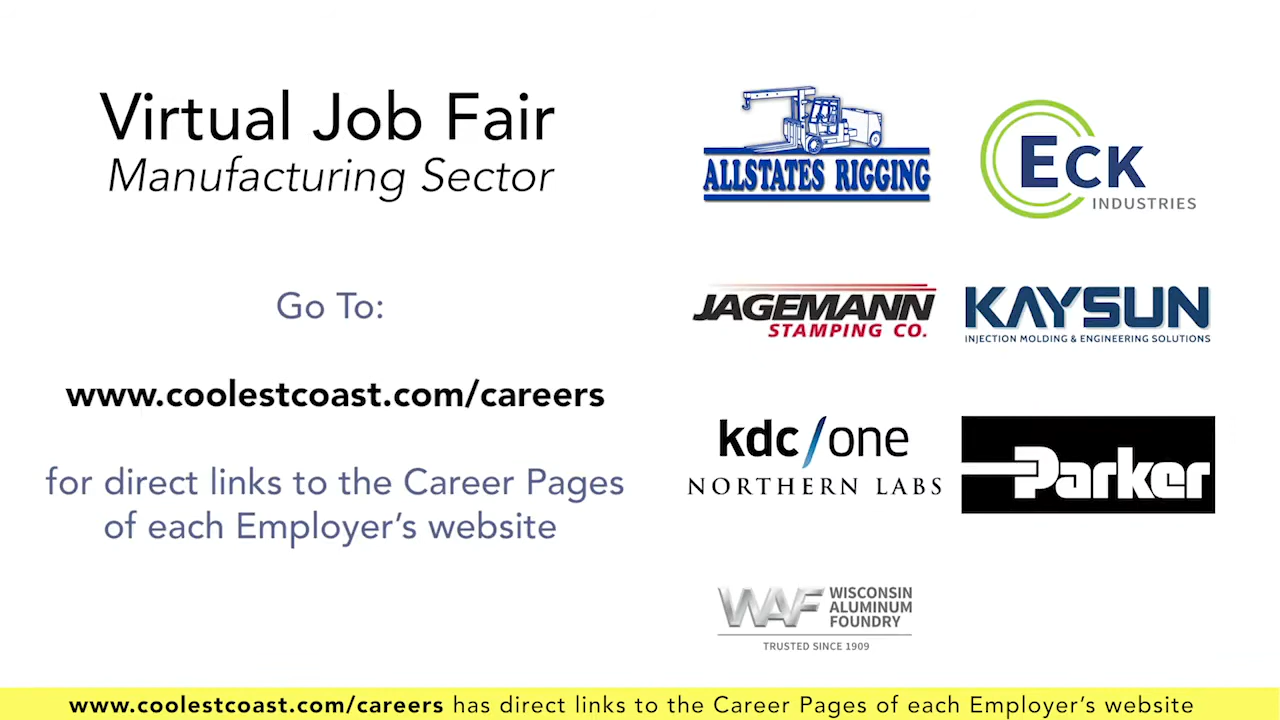 Virtual Job Fair
Manufacturing Sector
Go To:
www.coolestcoast.com/careers
for direct links to the Career Pages
of each Employer’s website
ALLSTATES RIGGING
ECK
INDUSTRIES
JAGEMANN
STAMPING CO.
KAYSUN
INJECTION MOLDING & ENGINEERING SOLUTIONS
kdc/one
NORTHERN LABS
Parker
WAF
WISCONSIN
ALUMINUM
FOUNDRY
TRUSTED SINCE 1909
www.coolestcoast.com/careers has direct links to the Career Pages of each Employer’s website